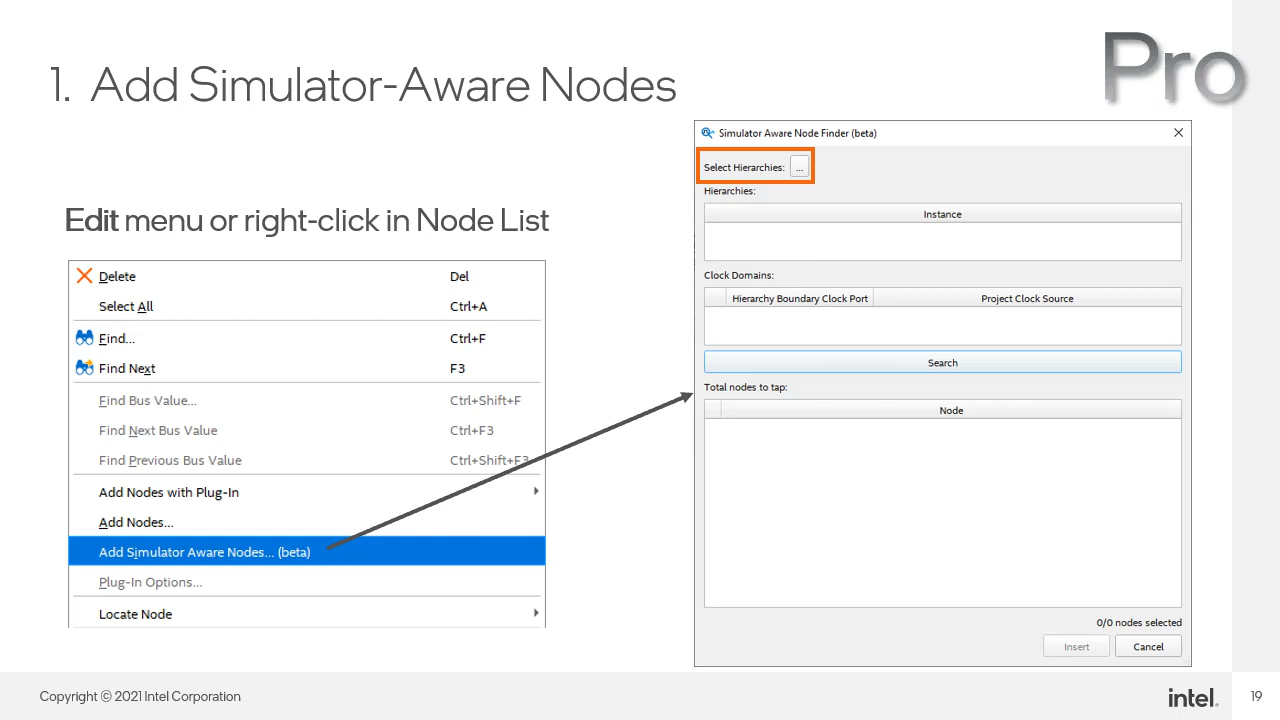 Pro
1. Add Simulator-Aware Nodes
Edit menu or right-click in Node List
Delete Del
Select All Ctrl+A
Find... Ctrl+F
Find Next F3
Find Bus Value... Ctrl+Shift+F
Find Next Bus Value Ctrl+F3
Find Previous Bus Value Ctrl+Shift+F3
Add Nodes with Plug-In
Add Nodes...
Add Simulator Aware Nodes... (beta)
Plug-In Options...
Locate Node
Simulator Aware Node Finder (beta)
Select Hierarchies: ...
Hierarchies:
Instance
Clock Domains:
Hierarchy Boundary Clock Port Project Clock Source
Search
Total nodes to tap:
Node
0/0 nodes selected
Insert Cancel
Copyright © 2021 Intel Corporation
intel.
19